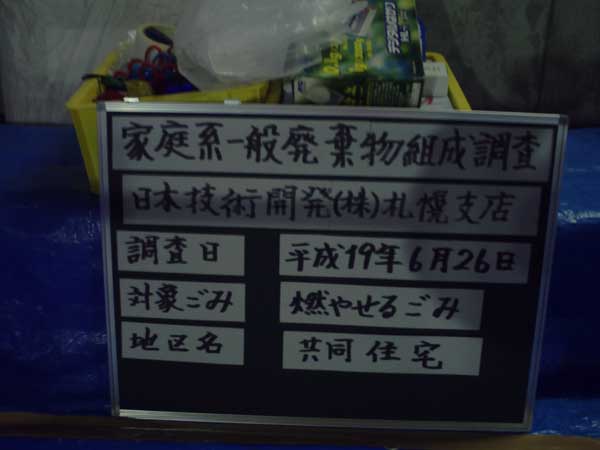 家庭系一般廃棄物組成調査
日本技術開発(株)札幌支店
調査日 平成19年6月26日
対象ごみ 燃やせるごみ
地区名 共同住宅